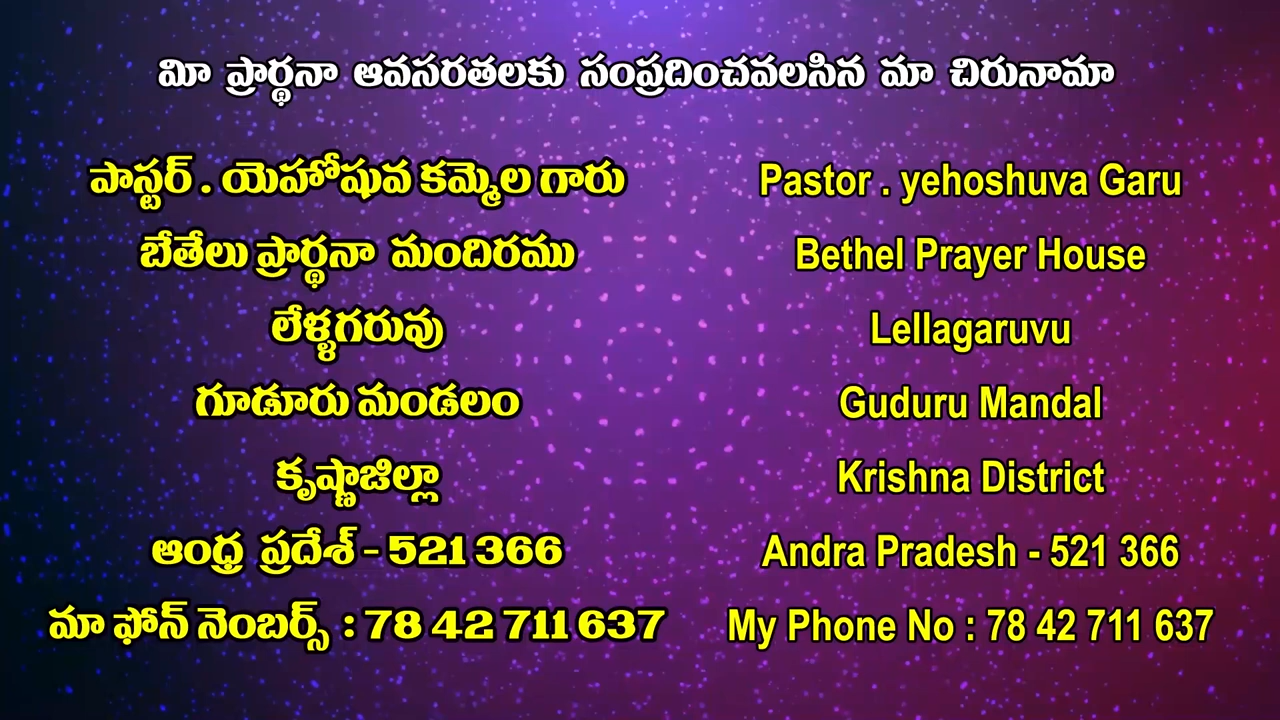 మీ ప్రార్థనా ఆవసరతలకు సంప్రదించవలసిన మా చిరునామా
పాస్టర్ . యెహోషువ కమ్మెల గారు
బేతేలు ప్రార్థనా మందిరము
లేళ్ళగరువు
గూడూరు మండలం
కృష్ణాజిల్లా
ఆంధ్ర ప్రదేశ్ - 521 366
మా ఫోన్ నెంబర్స్ : 78 42 711 637
Pastor . yehoshuva Garu
Bethel Prayer House
Lellagaruvu
Guduru Mandal
Krishna District
Andra Pradesh - 521 366
My Phone No : 78 42 711 637